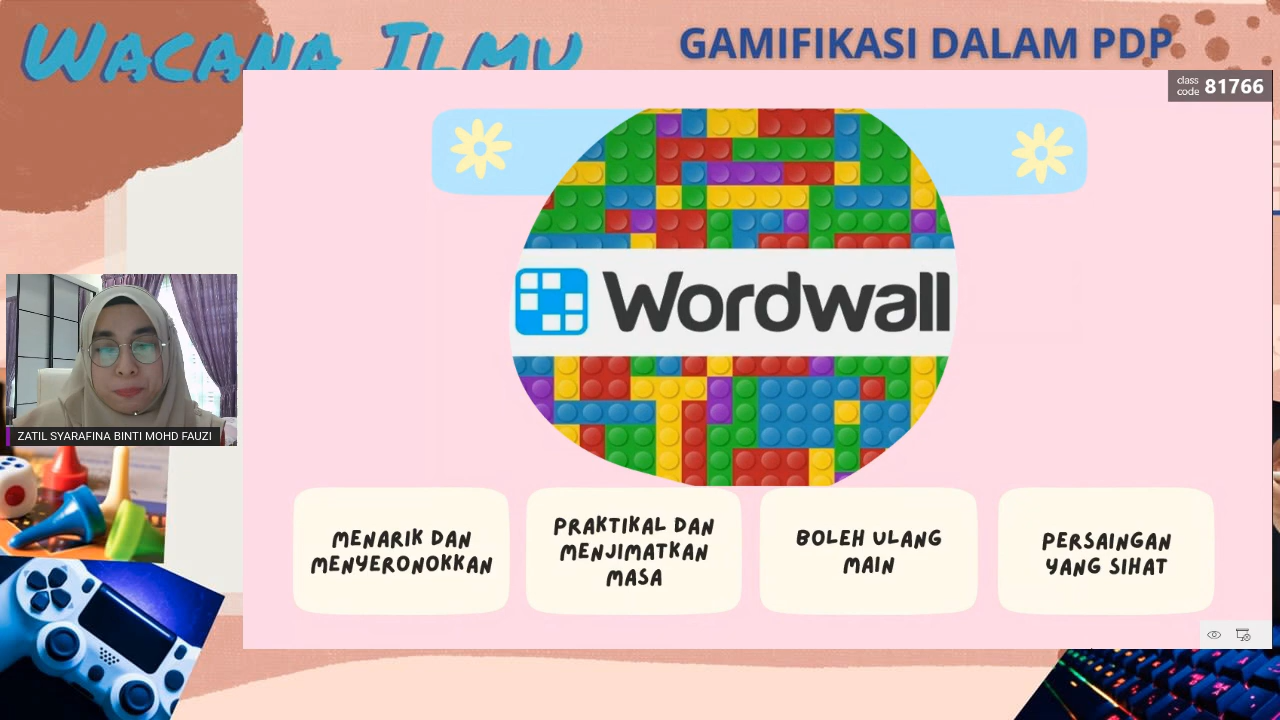 WACANA ILMU
GAMIFIKASI DALAM PDP
class
code 81766
Wordwall
ZATIL SYARAFINA BINTI MOHD FAUZI
MENARIK DAN
MENYERONOKKAN
PRAKTIKAL DAN
MENJIMATKAN
MASA
BOLEH ULANG
MAIN
PERSAINGAN
YANG SIHAT